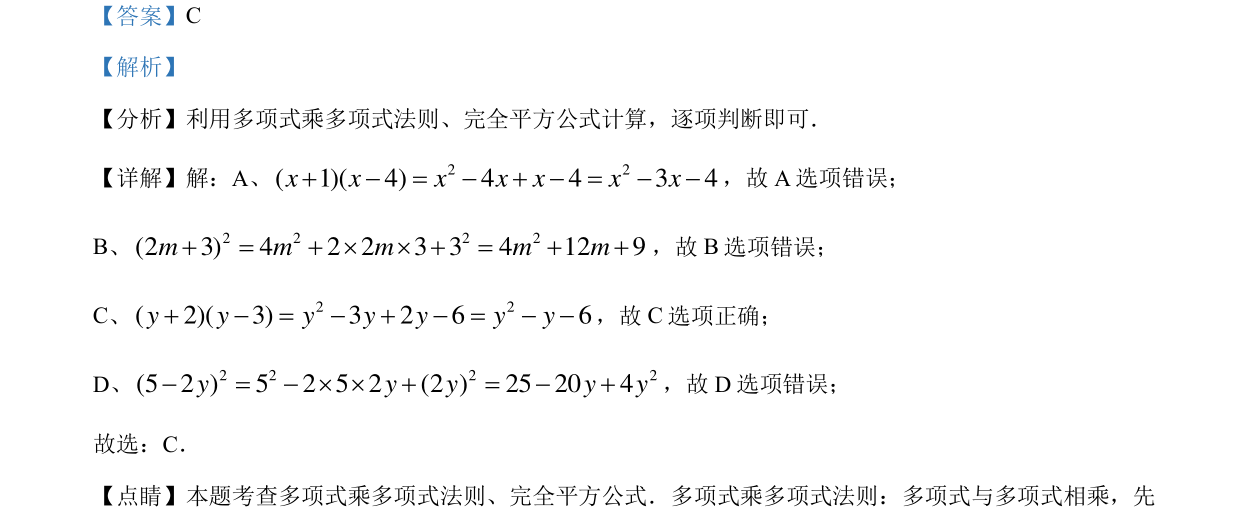 【答案】C
【解析】
【分析】利用多项式乘多项式法则、完全平方公式计算，逐项判断即可．
【详解】解：A、(x+1)(x−4)=x²−4x+x−4=x²−3x−4，故 A 选项错误；
B、(2m+3)²=4m²+2×2m×3+3²=4m²+12m+9，故 B 选项错误；
C、(y+2)(y−3)=y²−3y+2y−6=y²−y−6，故 C 选项正确；
D、(5−2y)²=5²−2×5×2y+(2y)²=25−20y+4y²，故 D 选项错误；
故选：C．
【点睛】本题考查多项式乘多项式法则、完全平方公式．多项式乘多项式法则：多项式与多项式相乘，先